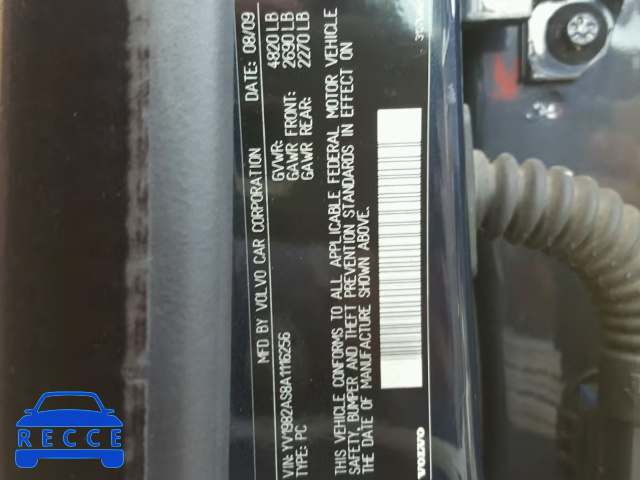 MFD BY VOLVO CAR CORPORATION DATE: 08/09
GVWR: 4820 LB
GAWR FRONT: 2690 LB
GAWR REAR: 2270 LB
VIN: YV1982AS8A1116256
TYPE: PC
THIS VEHICLE CONFORMS TO ALL APPLICABLE FEDERAL MOTOR VEHICLE
SAFETY, BUMPER AND THEFT PREVENTION STANDARDS IN EFFECT ON
THE DATE OF MANUFACTURE SHOWN ABOVE.
VOLVO
RECCE